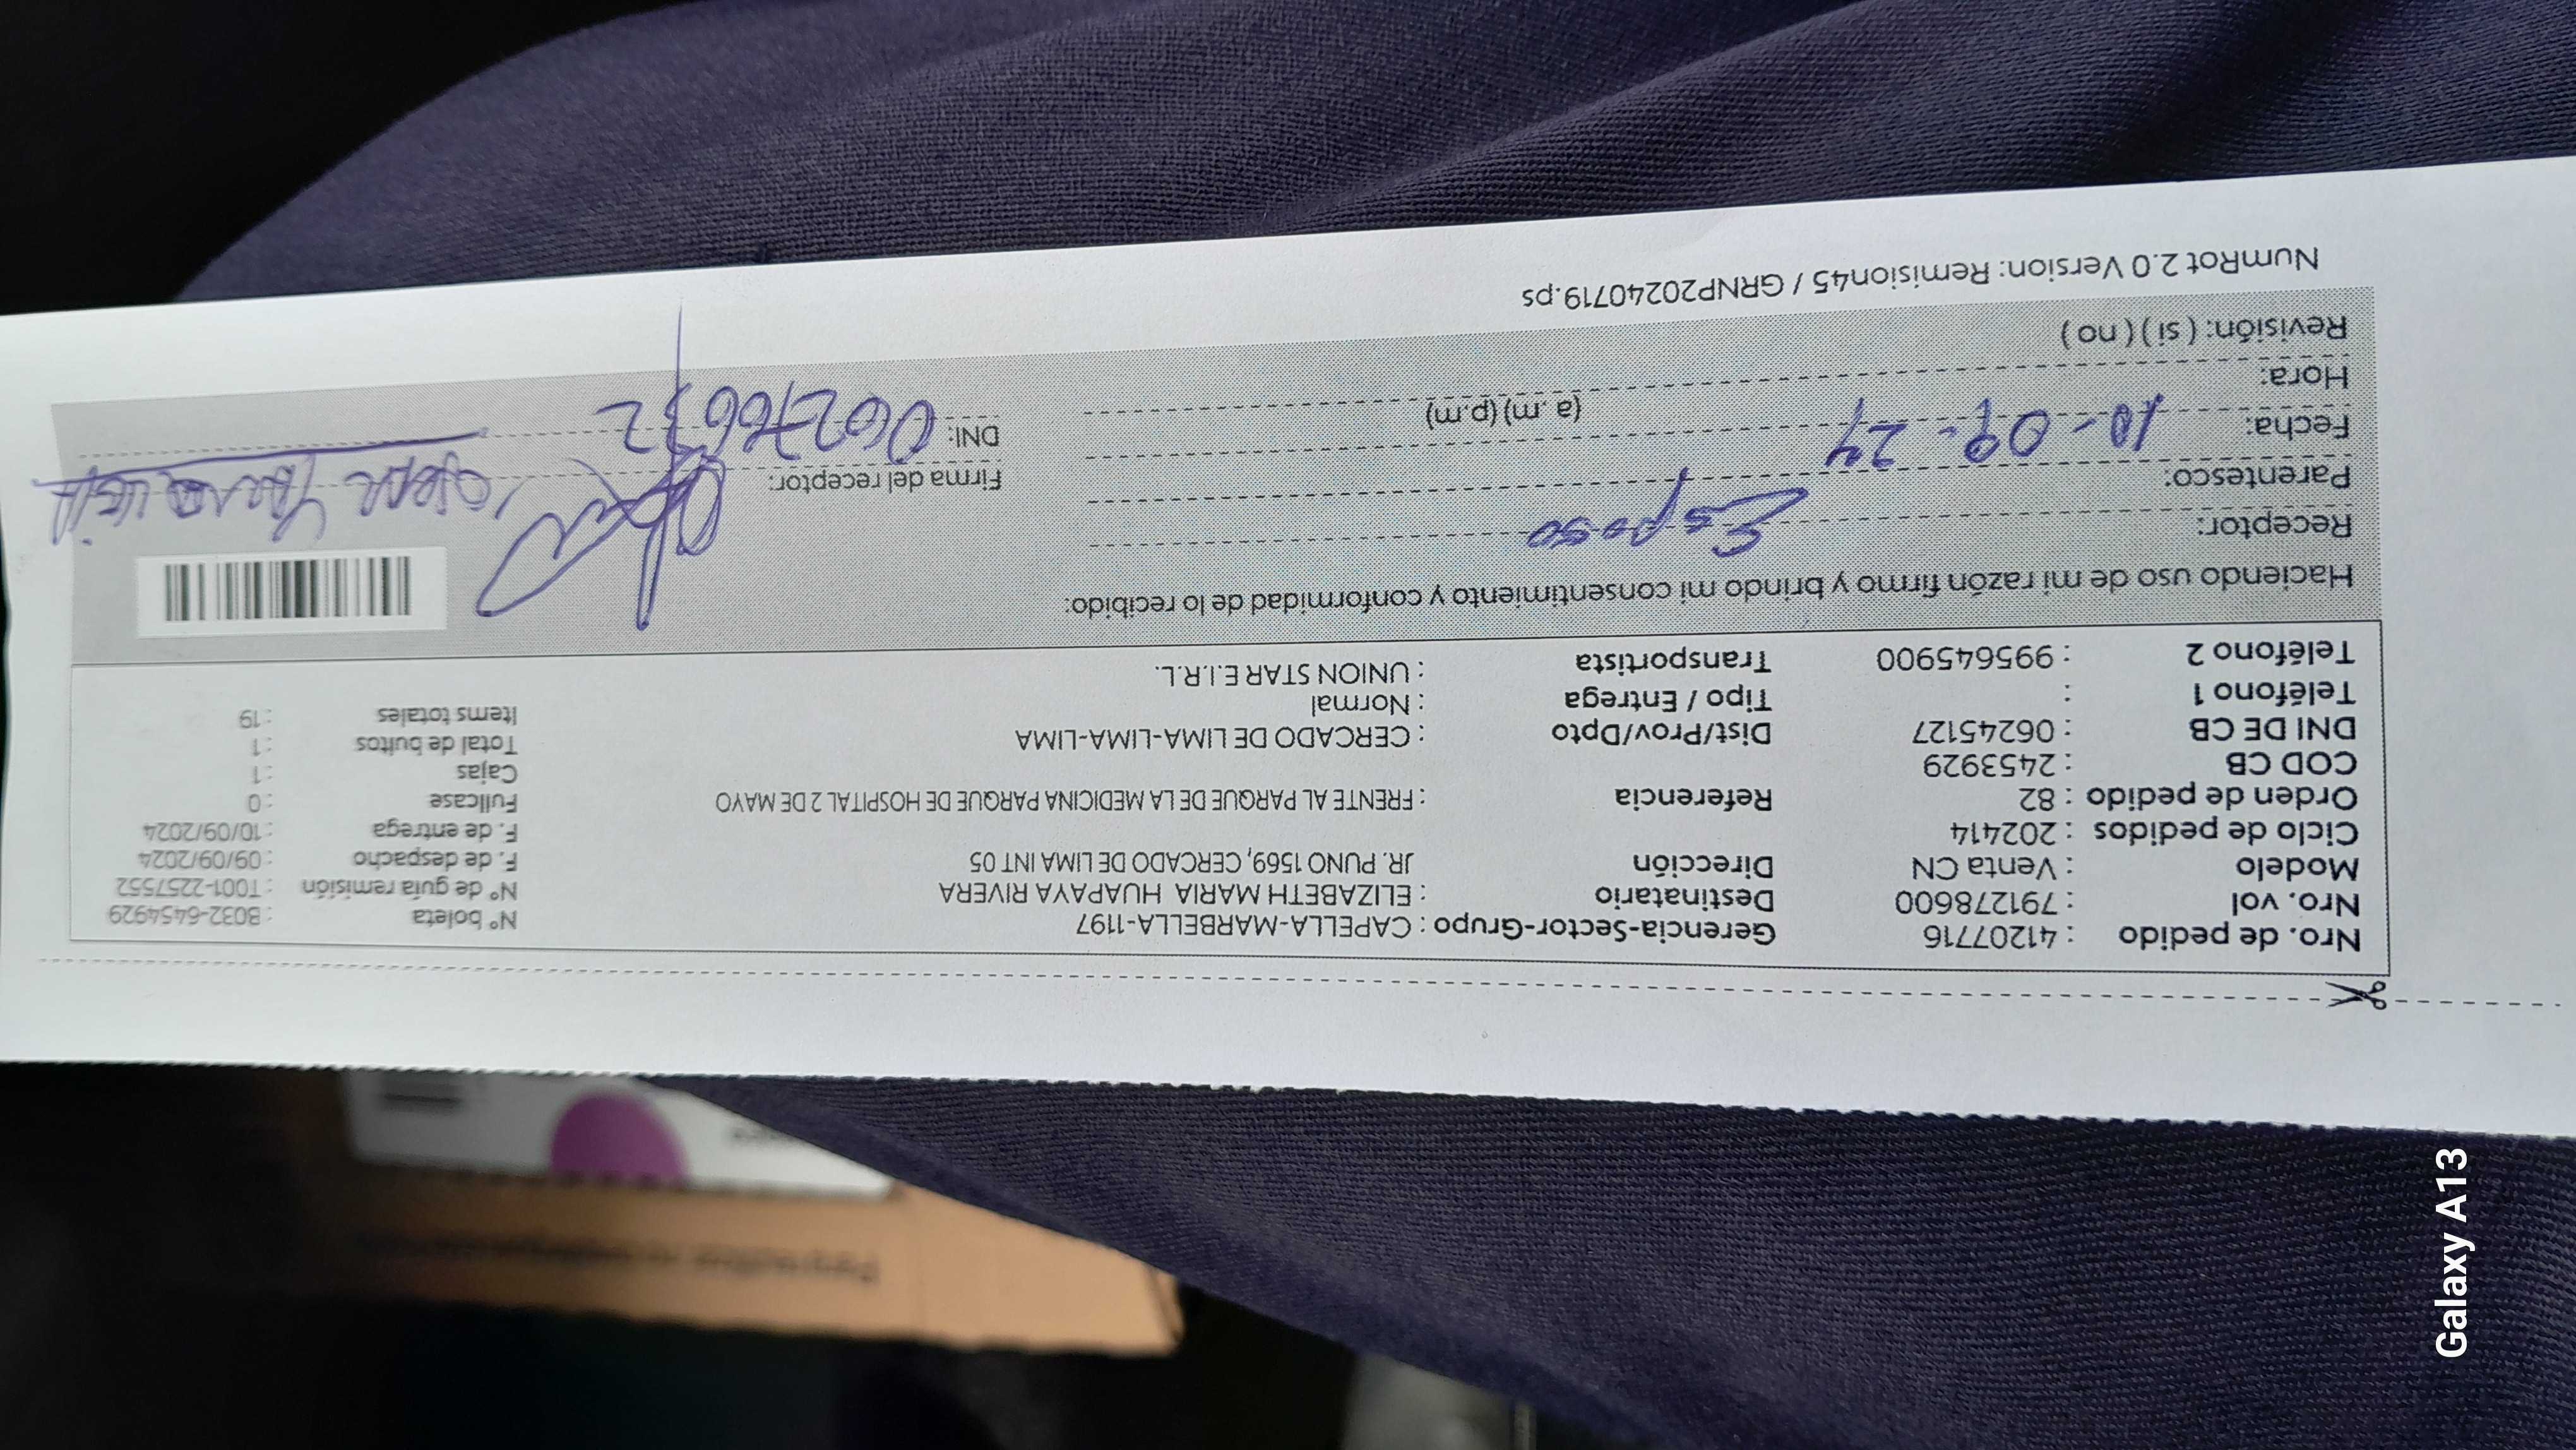 Nro. de pedido : 41207716 Gerencia-Sector-Grupo : CAPELLA-MARBELLA-1197 N° boleta : B032-6454929
Nro. vol : 791278600 Destinatario : ELIZABETH MARIA HUAPAYA RIVERA N° de guía remisión : T001-2257552
Modelo : Venta CN Dirección JR. PUNO 1569, CERCADO DE LIMA INT 05 F. de despacho : 09/09/2024
Ciclo de pedidos : 202414 F. de entrega : 10/09/2024
Orden de pedido : 82 Referencia : FRENTE AL PARQUE DE LA MEDICINA PARQUE DE HOSPITAL 2 DE MAYO Fullcase : 0
COD CB : 2453929 Cajas : 1
DNI DE CB : 06245127 Dist/Prov/Dpto : CERCADO DE LIMA-LIMA-LIMA Total de bultos : 1
Teléfono 1 : Tipo / Entrega : Normal Items totales : 19
Teléfono 2 : 995645900 Transportista : UNION STAR E.I.R.L.
Haciendo uso de mi razón firmo y brindo mi consentimiento y conformidad de lo recibido:
Receptor:
Parentesco: Esposo Firma del receptor:
Fecha: 10-09-24 DNI:
Hora: (a.m) (p.m)
Revisión: ( si ) ( no )
NumRot 2.0 Version: Remision45 / GRNP20240719.ps
Galaxy A13